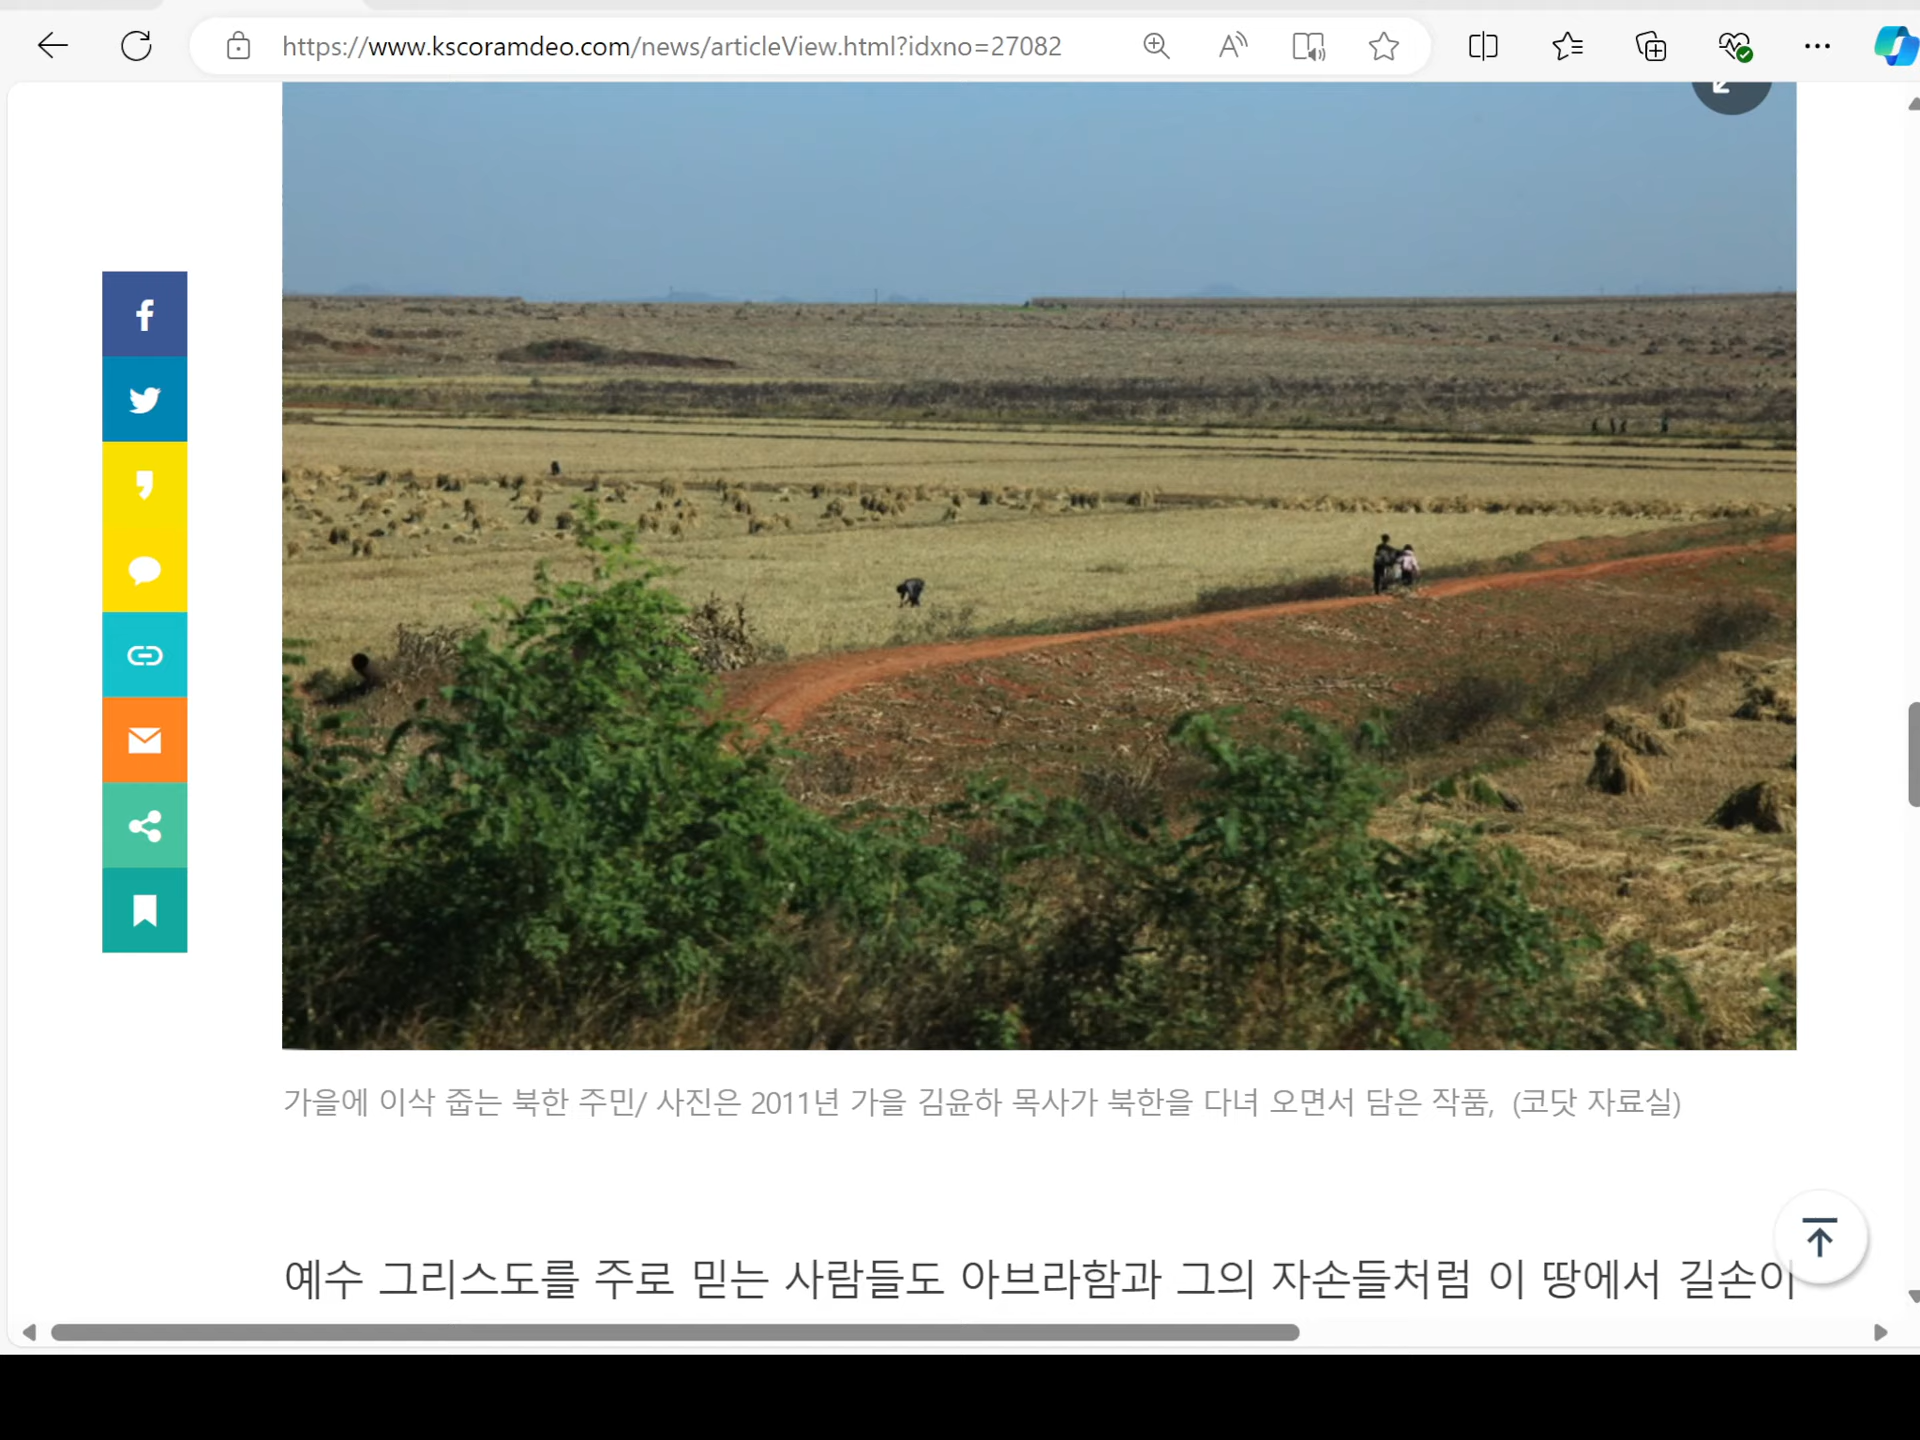 https://www.kscoramdeo.com/news/articleView.html?idxno=27082
가을에 이삭 줍는 북한 주민/ 사진은 2011년 가을 김윤하 목사가 북한을 다녀 오면서 담은 작품, (코닷 자료실)
예수 그리스도를 주로 믿는 사람들도 아브라함과 그의 자손들처럼 이 땅에서 길손이